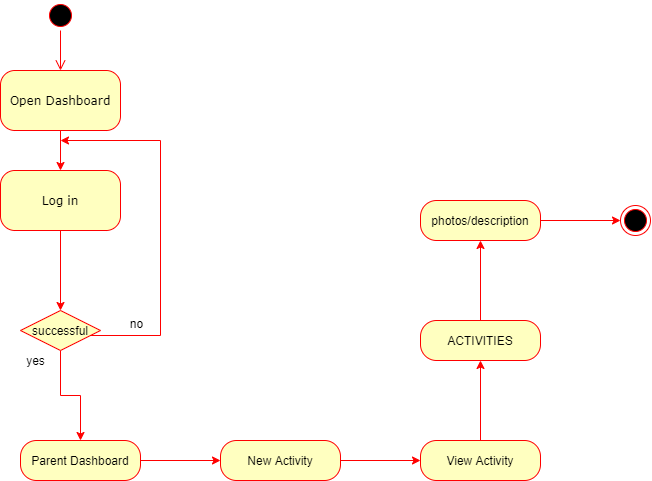 Open Dashboard
Log in
successful
no
yes
Parent Dashboard
New Activity
View Activity
ACTIVITIES
photos/description